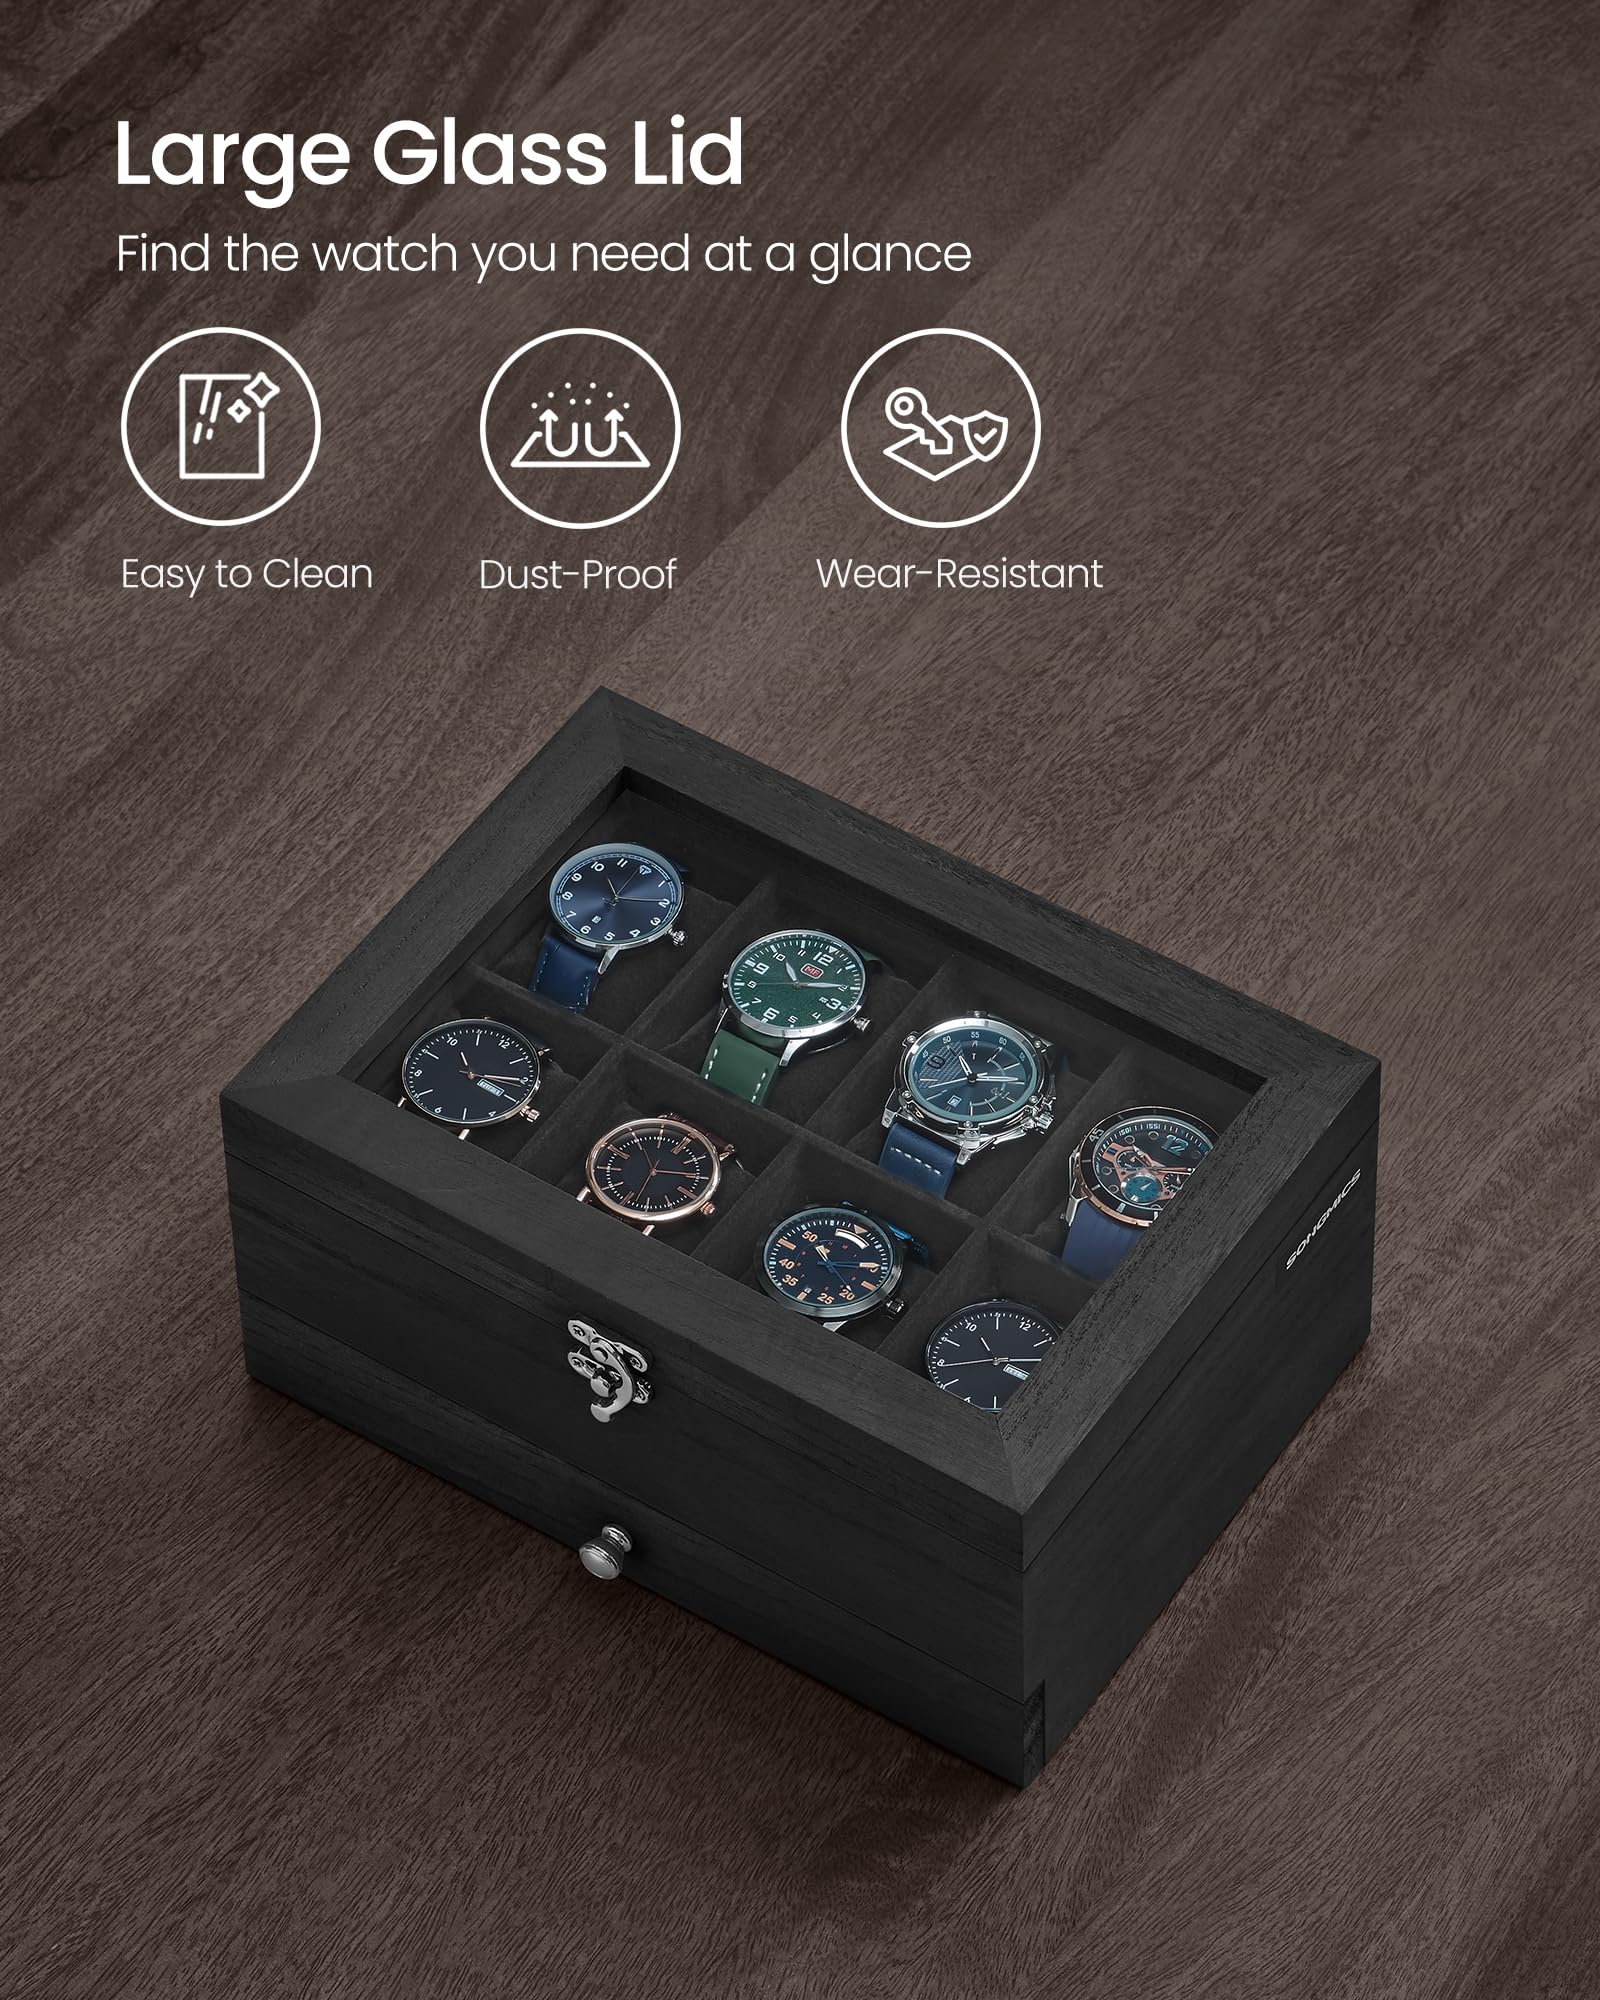 Large Glass Lid
Find the watch you need at a glance
Easy to Clean
Dust-Proof
Wear-Resistant
SONGMICS